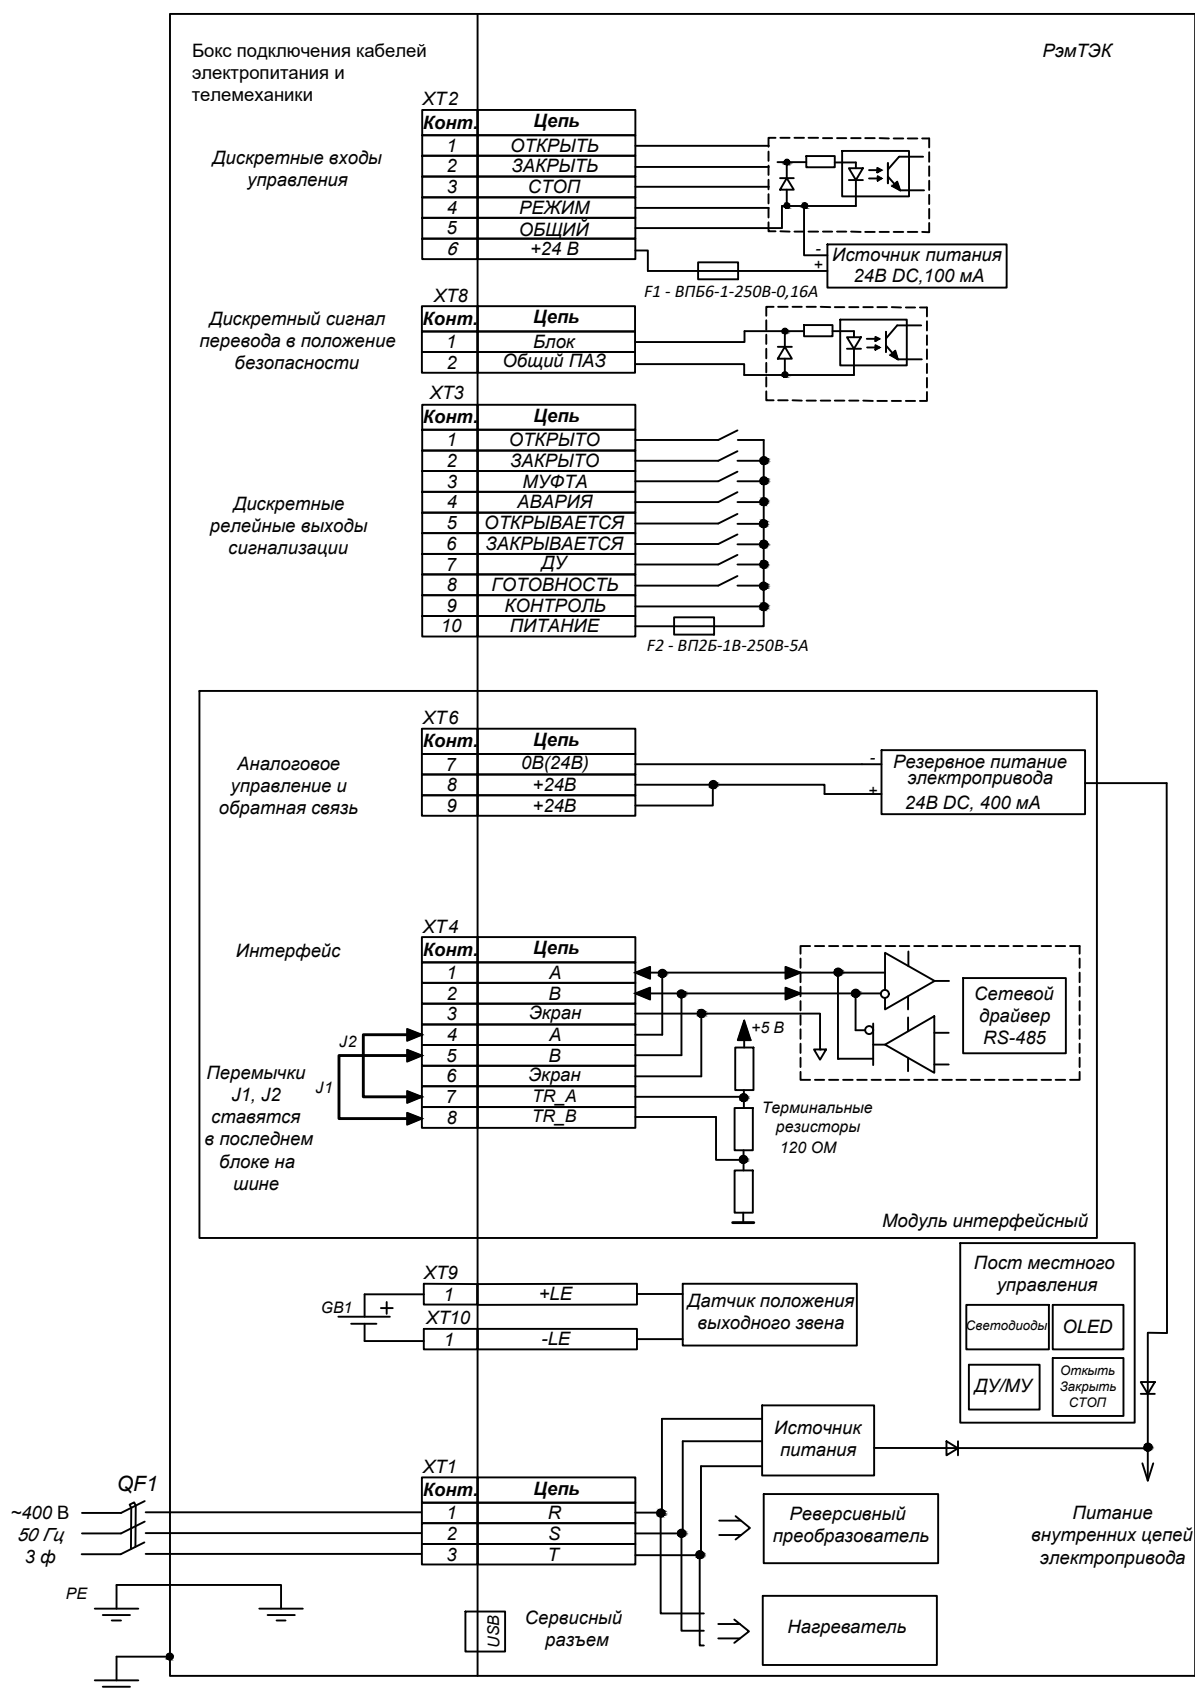 Бокс подключения кабелей
электропитания и
телемеханики
РэмТЭК
XT2
Конт. Цепь
Дискретные входы
управления
1 ОТКРЫТЬ
2 ЗАКРЫТЬ
3 СТОП
4 РЕЖИМ
5 ОБЩИЙ
6 +24 В
-
+
Источник питания
24В DC,100 мА
F1 - ВПБ6-1-250В-0,16А
XT8
Конт. Цепь
Дискретный сигнал
перевода в положение
безопасности
1 Блок
2 Общий ПАЗ
XT3
Конт. Цепь
1 ОТКРЫТО
2 ЗАКРЫТО
3 МУФТА
4 АВАРИЯ
5 ОТКРЫВАЕТСЯ
6 ЗАКРЫВАЕТСЯ
7 ДУ
8 ГОТОВНОСТЬ
9 КОНТРОЛЬ
10 ПИТАНИЕ
Дискретные
релейные выходы
сигнализации
F2 - ВП2Б-1В-250В-5А
XT6
Конт. Цепь
7 0В(24В)
8 +24В
9 +24В
Аналоговое
управление и
обратная связь
-
+
Резервное питание
электропривода
24В DC, 400 мА
XT4
Интерфейс
Конт. Цепь
1 A
2 B
3 Экран
4 A
5 B
6 Экран
7 TR_A
8 TR_B
J2
J1
Перемычки
J1, J2
ставятся
в последнем
блоке на
шине
+5 В
Сетевой
драйвер
RS-485
Терминальные
резисторы
120 ОМ
Модуль интерфейсный
XT9
1 +LE
GB1
+
XT10
1 -LE
Датчик положения
выходного звена
Пост местного
управления
Светодиоды
OLED
ДУ/МУ
Откыть
Закрыть
СТОП
Источник
питания
XT1
Конт. Цепь
1 R
2 S
3 T
QF1
~400 В
50 Гц
3 ф
Реверсивный
преобразователь
Питание
внутренних цепей
электропривода
PE
USB
Сервисный
разъем
Нагреватель